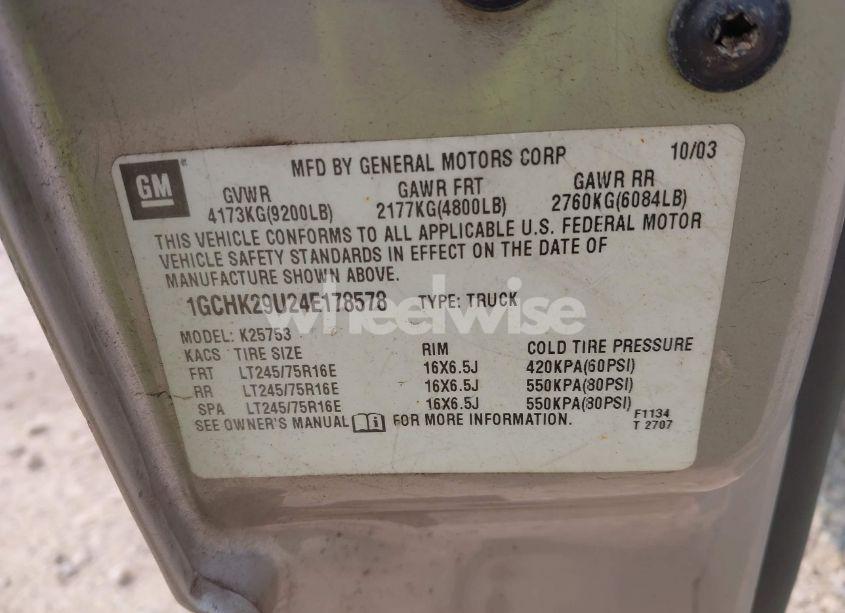 GM
MFD BY GENERAL MOTORS CORP 10/03
GVWR GAWR FRT GAWR RR
4173KG(9200LB) 2177KG(4800LB) 2760KG(6084LB)
THIS VEHICLE CONFORMS TO ALL APPLICABLE U.S. FEDERAL MOTOR
VEHICLE SAFETY STANDARDS IN EFFECT ON THE DATE OF
MANUFACTURE SHOWN ABOVE.
1GCHK29U24E178578 TYPE: TRUCK
wheelwise
MODEL: K25753
KACS TIRE SIZE RIM COLD TIRE PRESSURE
FRT LT245/75R16E 16X6.5J 420KPA(60PSI)
RR LT245/75R16E 16X6.5J 550KPA(80PSI)
SPA LT245/75R16E 16X6.5J 550KPA(80PSI)
SEE OWNER'S MANUAL FOR MORE INFORMATION.
F1134
T 2707